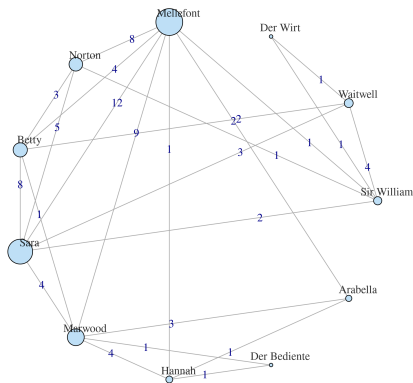 Mellefont
Der Wirt
8
Norton
4
1
Waitwell
3
12
5
9
22
Betty
1
1
3
1
1
4
8
Sir William
1
2
Sara
4
Arabella
3
Marwood
1
1
4
Der Bediente
Hannah
1